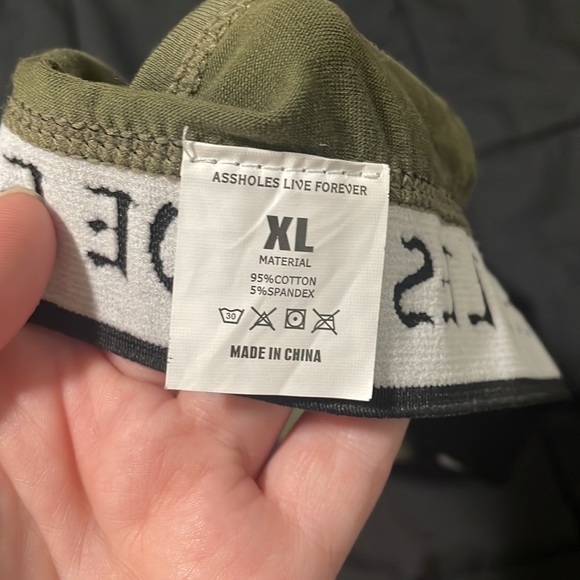 ASSHOLES LIVE FOREVER
XL
MATERIAL
95%COTTON
5%SPANDEX
30
MADE IN CHINA